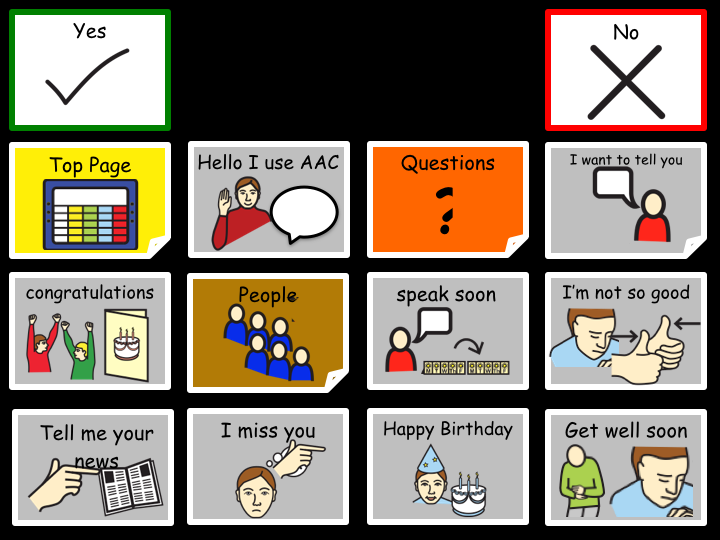 Yes
No
Top Page
Hello I use AAC
Questions
I want to tell you
congratulations
People
speak soon
I'm not so good
Tell me your
news
I miss you
Happy Birthday
Get well soon